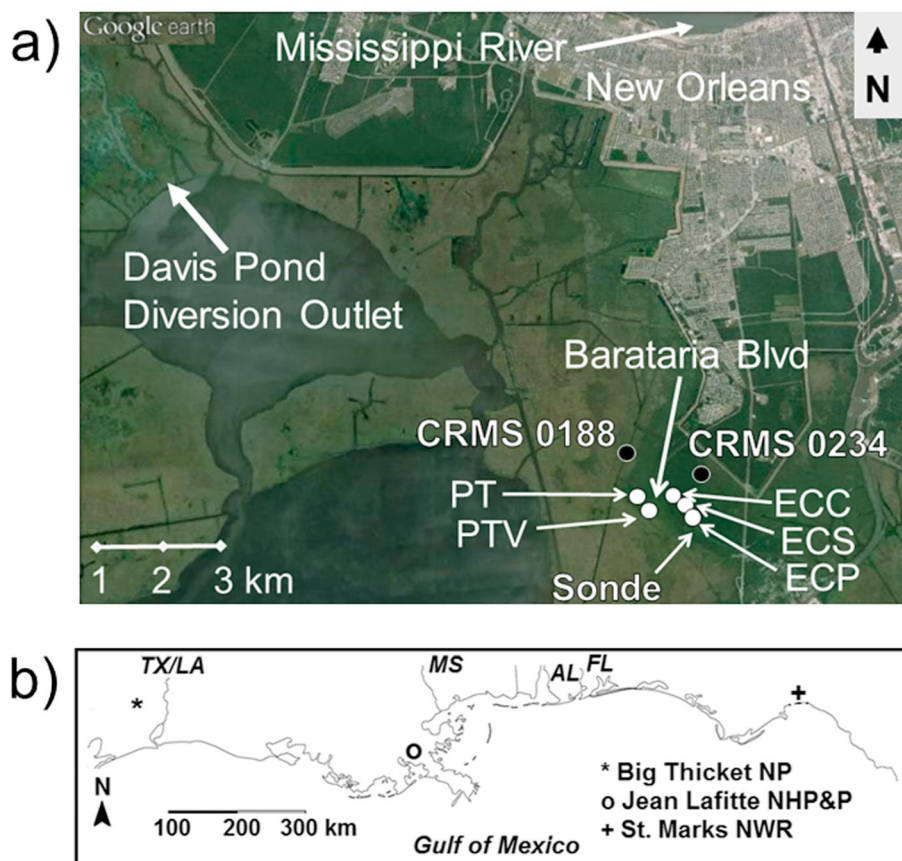 a)
Google earth
Mississippi River
New Orleans
N
Davis Pond
Diversion Outlet
Barataria Blvd
CRMS 0188
CRMS 0234
PT
ECC
PTV
ECS
ECP
Sonde
1 2 3 km
b)
TX/LA
MS
AL
FL
*
+
o
* Big Thicket NP
N
o Jean Lafitte NHP&P
100 200 300 km
+ St. Marks NWR
Gulf of Mexico